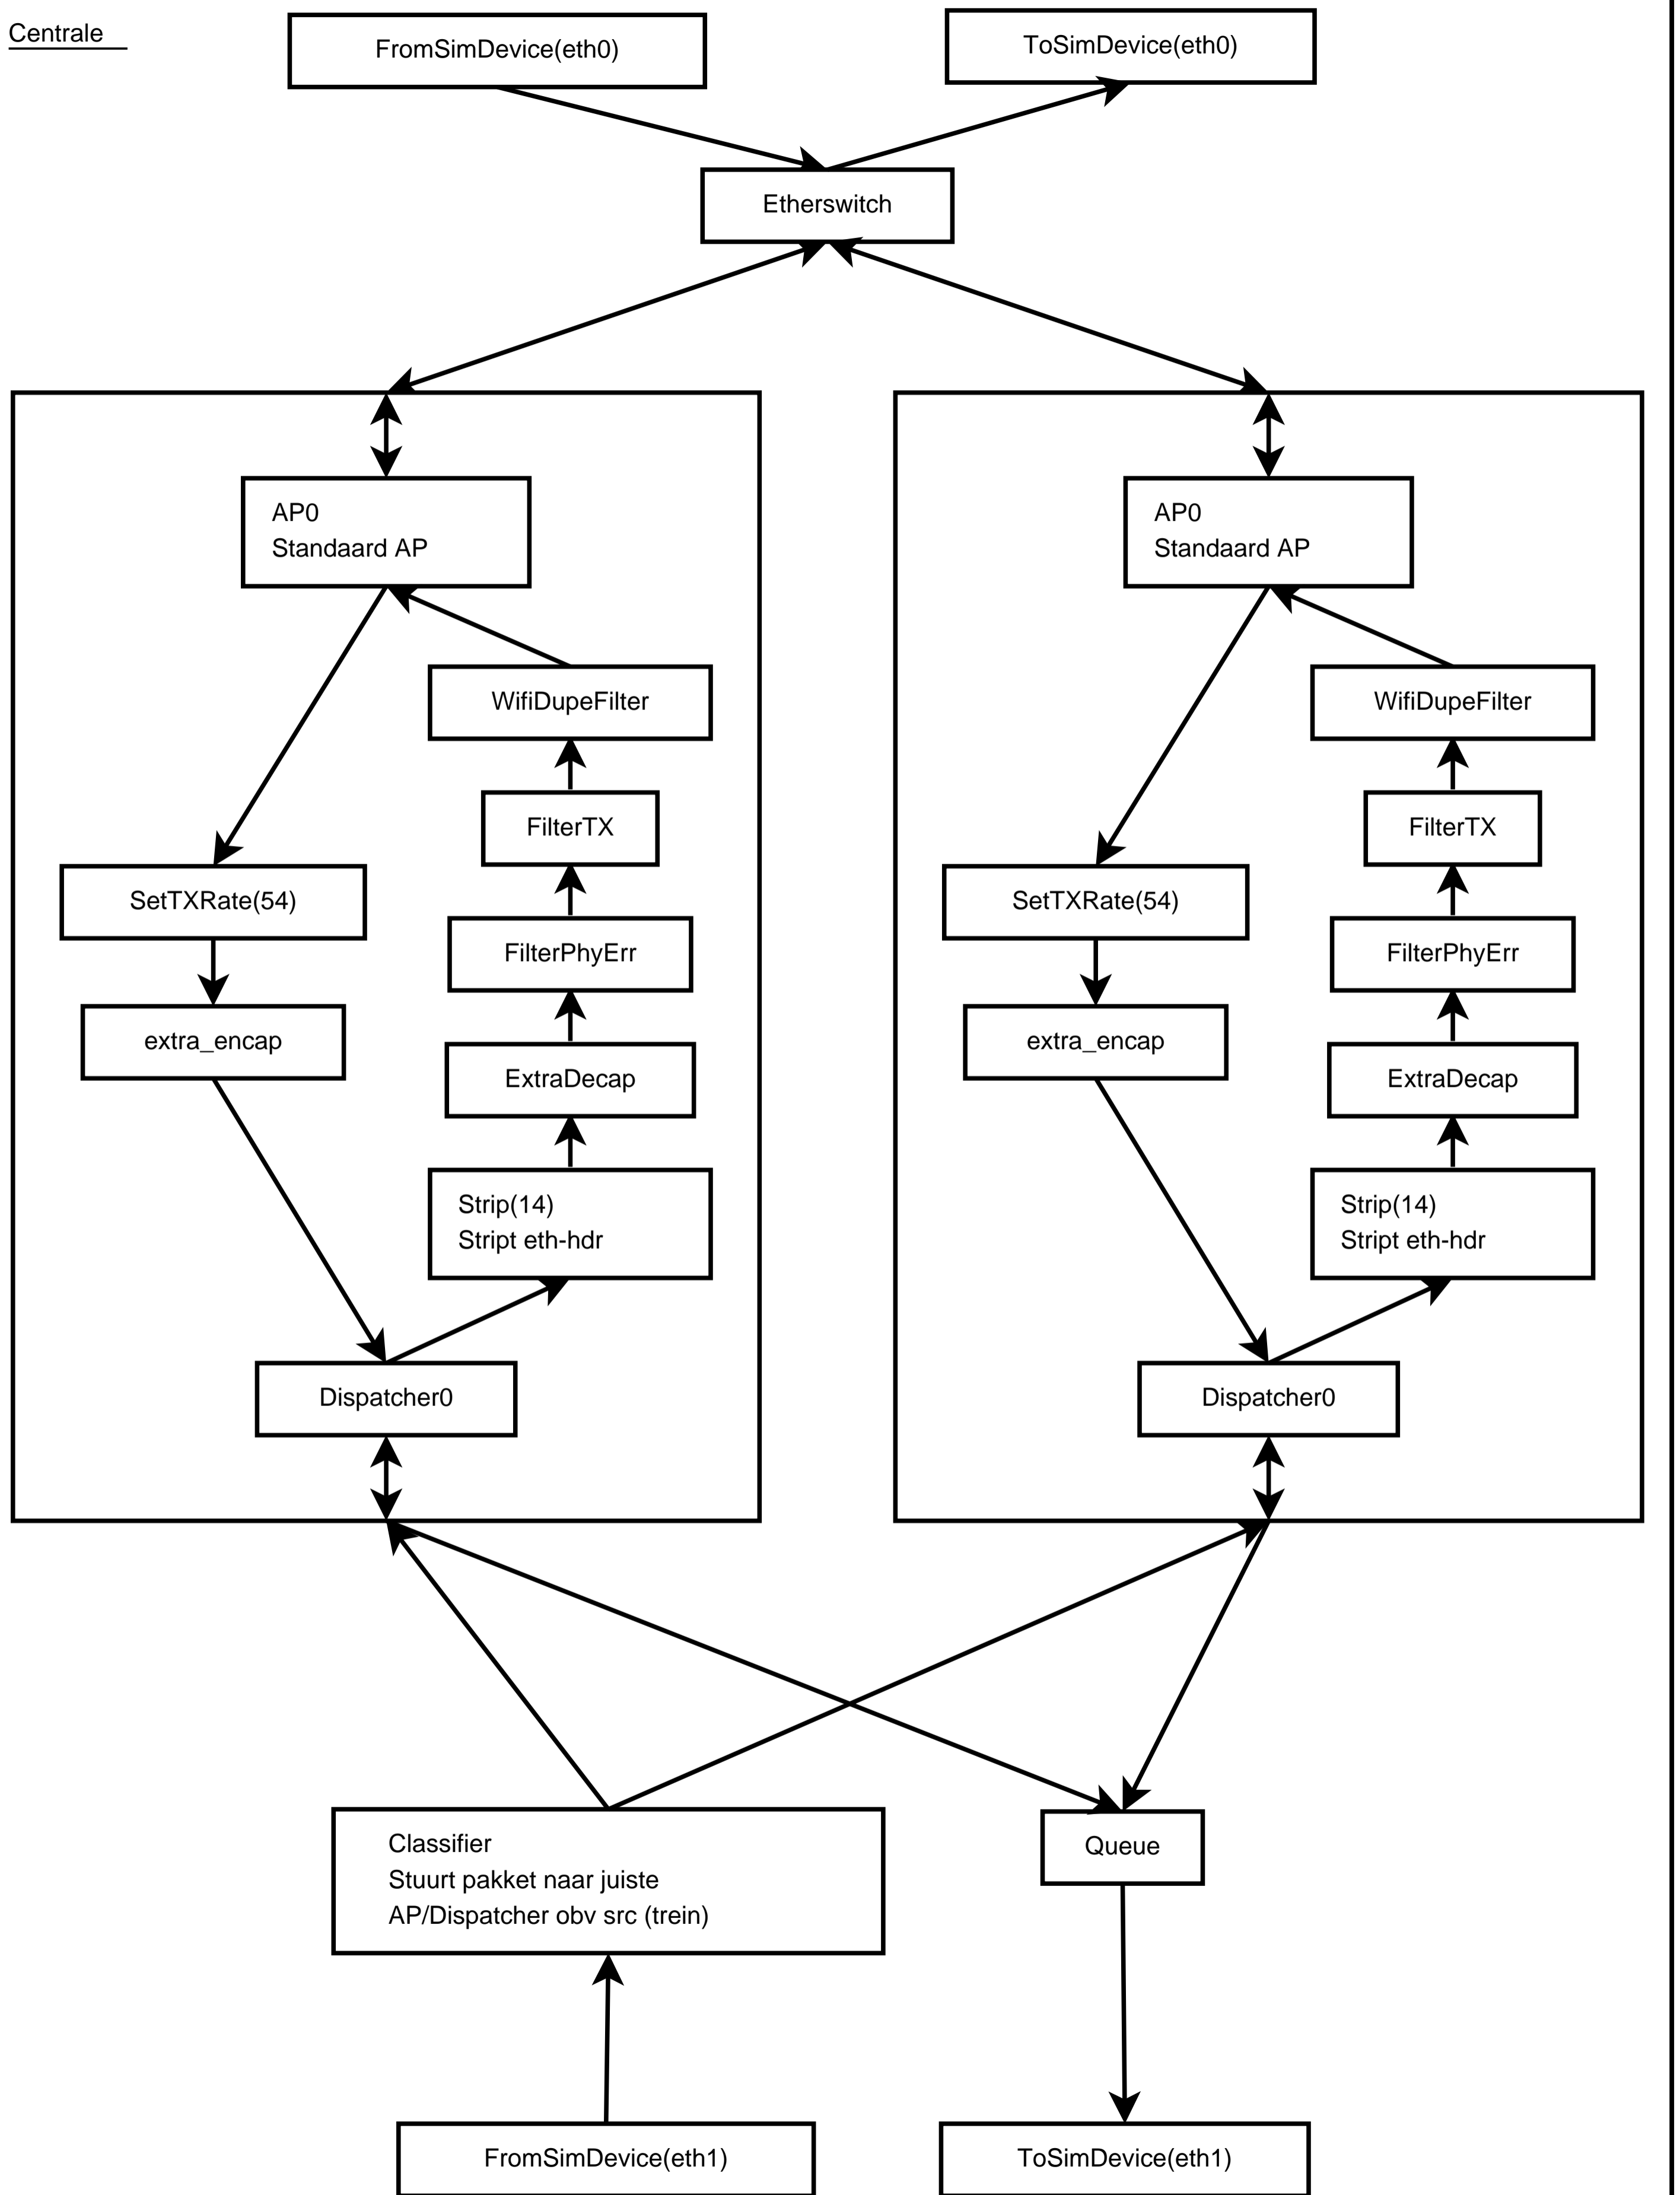 Centrale
FromSimDevice(eth0)
ToSimDevice(eth0)
Etherswitch
AP0
Standaard AP
WifiDupeFilter
FilterTX
SetTXRate(54)
FilterPhyErr
extra_encap
ExtraDecap
Strip(14)
Stript eth-hdr
Dispatcher0
AP0
Standaard AP
WifiDupeFilter
FilterTX
SetTXRate(54)
FilterPhyErr
extra_encap
ExtraDecap
Strip(14)
Stript eth-hdr
Dispatcher0
Classifier
Stuurt pakket naar juiste
AP/Dispatcher obv src (trein)
Queue
FromSimDevice(eth1)
ToSimDevice(eth1)